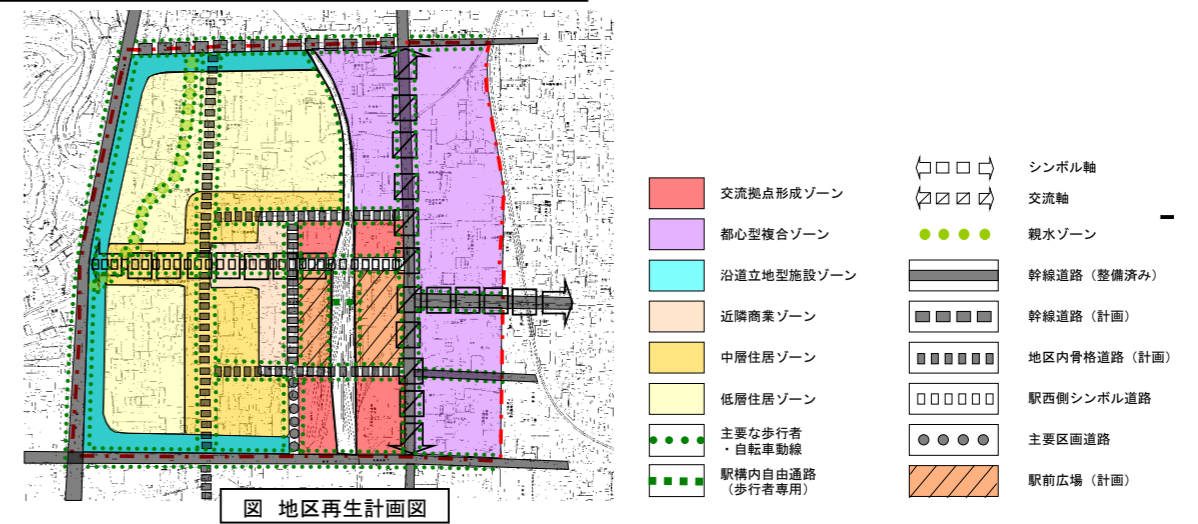 交流拠点形成ゾーン
都心型複合ゾーン
沿道立地型施設ゾーン
近隣商業ゾーン
中層住居ゾーン
低層住居ゾーン
主要な歩行者
・自転車動線
駅構内自由通路
（歩行者専用）
シンボル軸
交流軸
親水ゾーン
幹線道路（整備済み）
幹線道路（計画）
地区内骨格道路（計画）
駅西側シンボル道路
主要区画道路
駅前広場（計画）
図 地区再生計画図